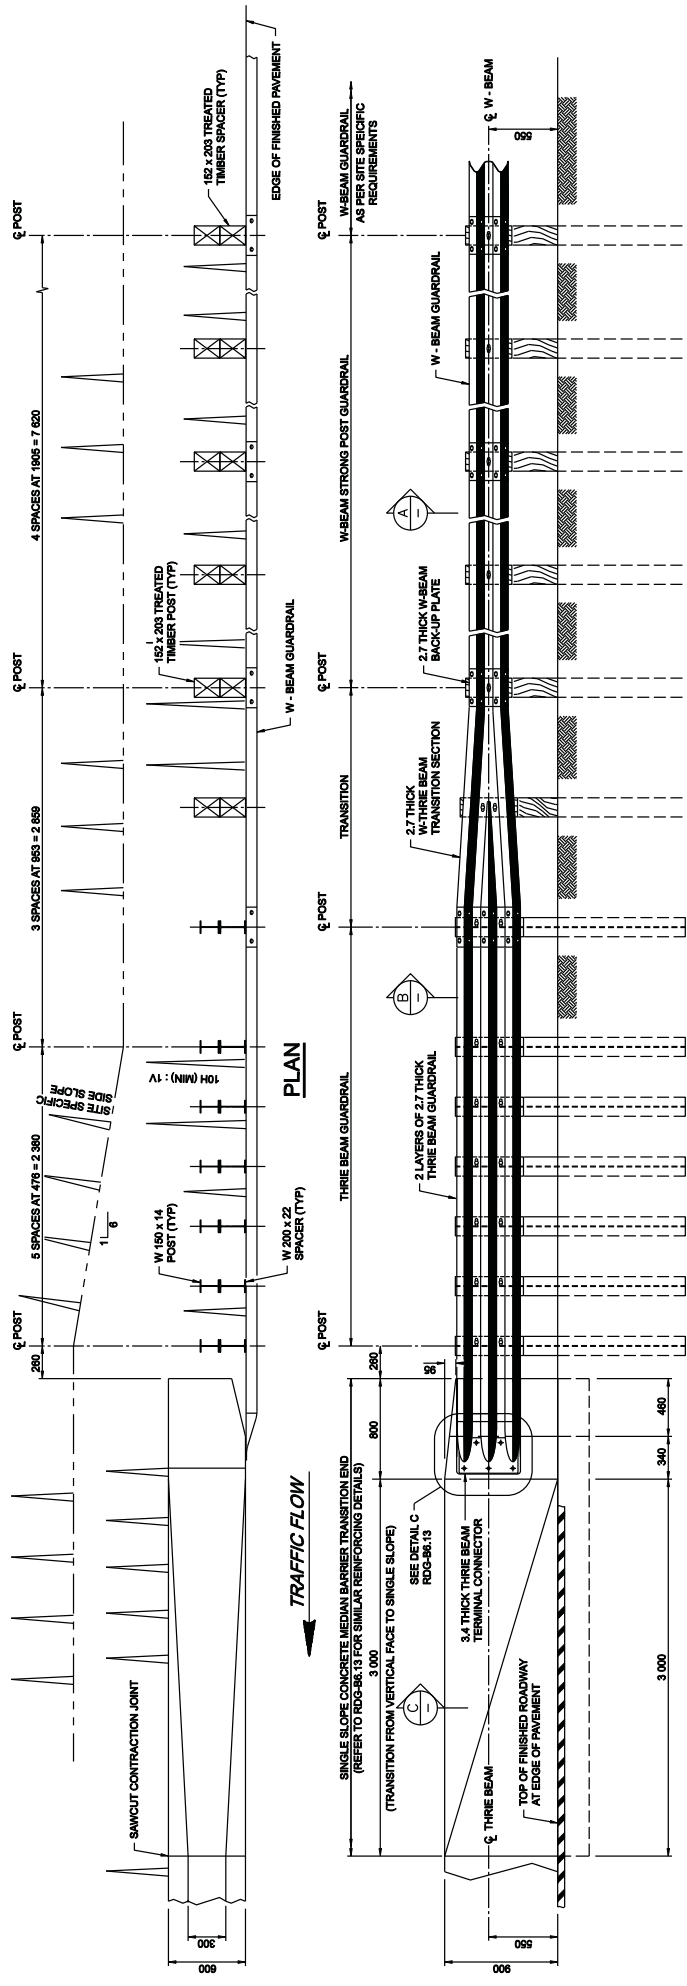 ℄ POST
260
5 SPACES AT 476 = 2 380
℄ POST
3 SPACES AT 953 = 2 859
℄ POST
4 SPACES AT 1905 = 7 620
℄ POST
SITE SPECIFIC
SIDE SLOPE
1
6
10H (MIN) : 1V
SAWCUT CONTRACTION JOINT
W 150 x 14
POST (TYP)
W 200 x 22
SPACER (TYP)
152 x 203 TREATED
TIMBER POST (TYP)
152 x 203 TREATED
TIMBER SPACER (TYP)
W - BEAM GUARDRAIL
EDGE OF FINISHED PAVEMENT
600
300
PLAN
TRAFFIC FLOW
℄ POST
℄ POST
℄ POST
℄ POST
SINGLE SLOPE CONCRETE MEDIAN BARRIER TRANSITION END
(REFER TO RDG-B6.13 FOR SIMILAR REINFORCING DETAILS)
260
THRIE BEAM GUARDRAIL
TRANSITION
W-BEAM STRONG POST GUARDRAIL
W-BEAM GUARDRAIL
AS PER SITE SPEICIFIC
REQUIREMENTS
3 000
800
(TRANSITION FROM VERTICAL FACE TO SINGLE SLOPE)
95
SEE DETAIL C
RDG-B6.13
C
–
B
–
A
–
3.4 THICK THRIE BEAM
TERMINAL CONNECTOR
2 LAYERS OF 2.7 THICK
THRIE BEAM GUARDRAIL
2.7 THICK
W-THRIE BEAM
TRANSITION SECTION
2.7 THICK W-BEAM
BACK-UP PLATE
W - BEAM GUARDRAIL
℄ W - BEAM
550
℄ THRIE BEAM
TOP OF FINISHED ROADWAY
AT EDGE OF PAVEMENT
900
550
3 000
340
460